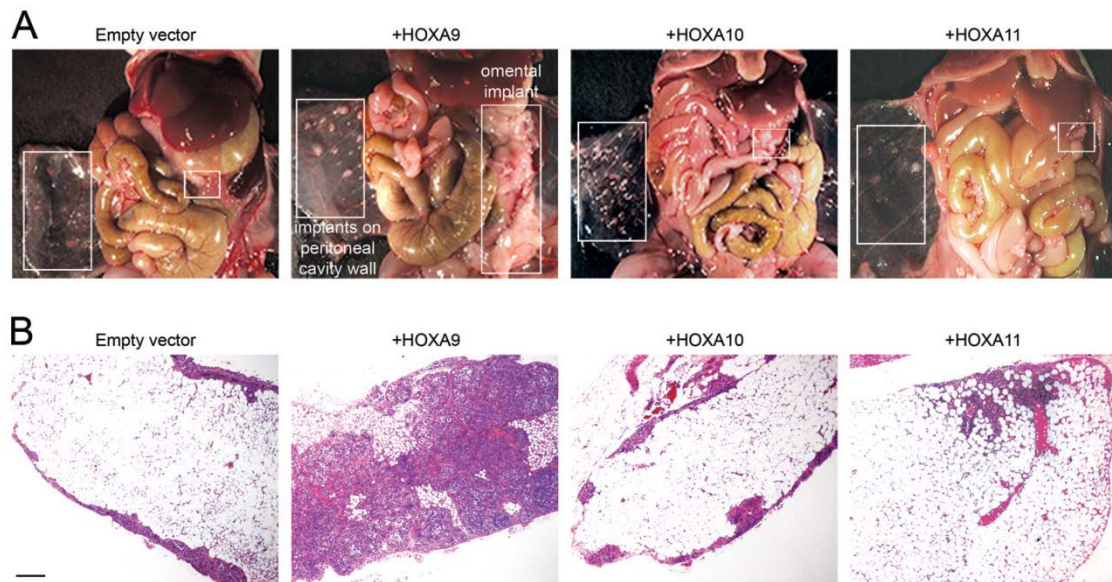 A
Empty vector
+HOXA9
+HOXA10
+HOXA11
omental
implant
implants on
peritoneal
cavity wall
B
Empty vector
+HOXA9
+HOXA10
+HOXA11